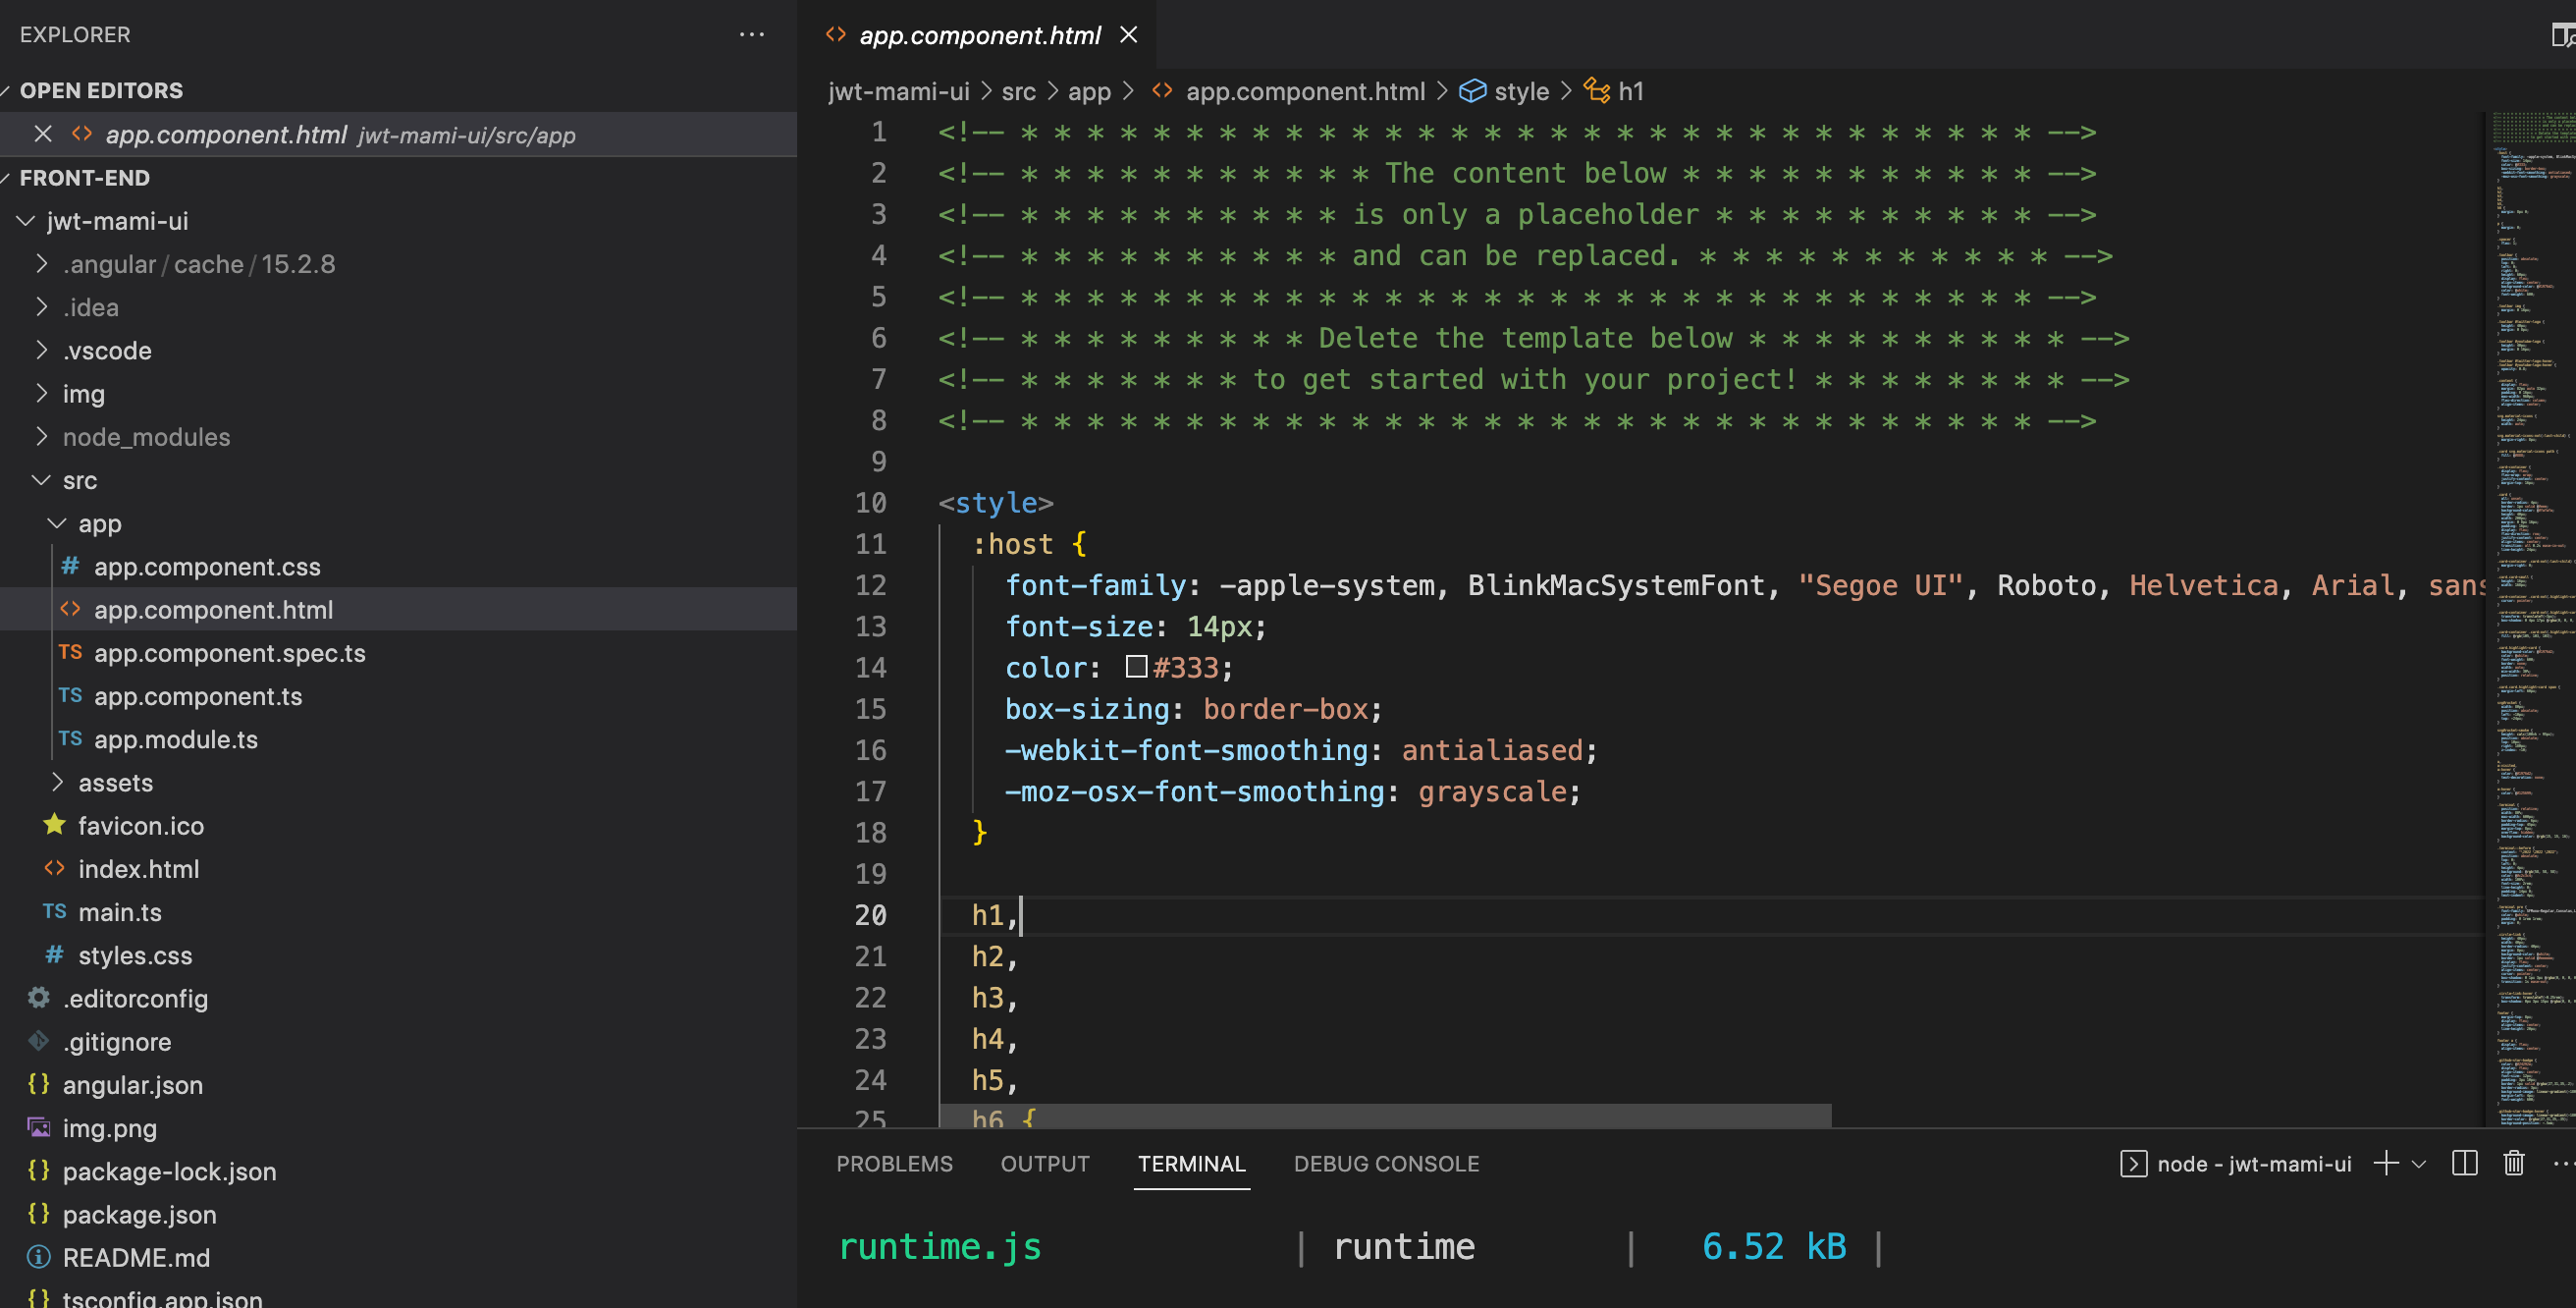 EXPLORER
OPEN EDITORS
app.component.html jwt-mami-ui/src/app
FRONT-END
jwt-mami-ui
.angular/cache/15.2.8
.idea
.vscode
img
node_modules
src
app
app.component.css
app.component.html
TS app.component.spec.ts
TS app.component.ts
TS app.module.ts
assets
favicon.ico
index.html
TS main.ts
# styles.css
.editorconfig
.gitignore
{} angular.json
img.png
{} package-lock.json
{} package.json
README.md
{} tsconfig.app.json
<> app.component.html
jwt-mami-ui > src > app > <> app.component.html > style > h1
1 <!-- * * * * * * * * * * * * * * * * * * * * * * * * * * * * * * * -->
2 <!-- * * * * * * * * * * * The content below * * * * * * * * * * * -->
3 <!-- * * * * * * * * * * is only a placeholder * * * * * * * * * * -->
4 <!-- * * * * * * * * * * and can be replaced. * * * * * * * * * * * -->
5 <!-- * * * * * * * * * * * * * * * * * * * * * * * * * * * * * * * -->
6 <!-- * * * * * * * * * Delete the template below * * * * * * * * * * -->
7 <!-- * * * * * * * to get started with your project! * * * * * * * * -->
8 <!-- * * * * * * * * * * * * * * * * * * * * * * * * * * * * * * * -->
9
10 <style>
11 :host {
12 font-family: -apple-system, BlinkMacSystemFont, "Segoe UI", Roboto, Helvetica, Arial, sans
13 font-size: 14px;
14 color: #333;
15 box-sizing: border-box;
16 -webkit-font-smoothing: antialiased;
17 -moz-osx-font-smoothing: grayscale;
18 }
19
20 h1,
21 h2,
22 h3,
23 h4,
24 h5,
25 h6 {
PROBLEMS OUTPUT TERMINAL DEBUG CONSOLE
node - jwt-mami-ui
runtime.js | runtime | 6.52 kB |